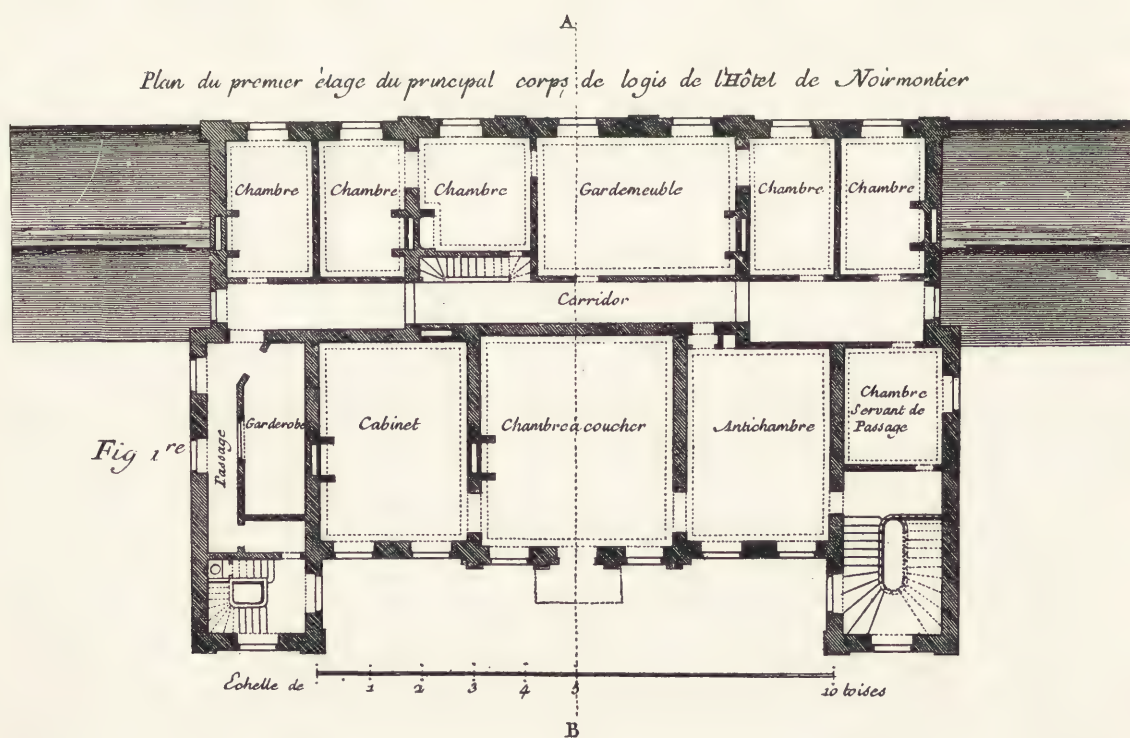 A
Plan du premier étage du principal corps de logis de l'Hôtel de Noirmontier
Chambre
Chambre
Chambre
Gardemeuble
Chambre
Chambre
Carridor
Fig 1re
Passage
Garderobe
Cabinet
Chambre a coucher
Antichambre
Chambre
Servant de
Passage
Echelle de 1 2 3 4 5 10 toises
B